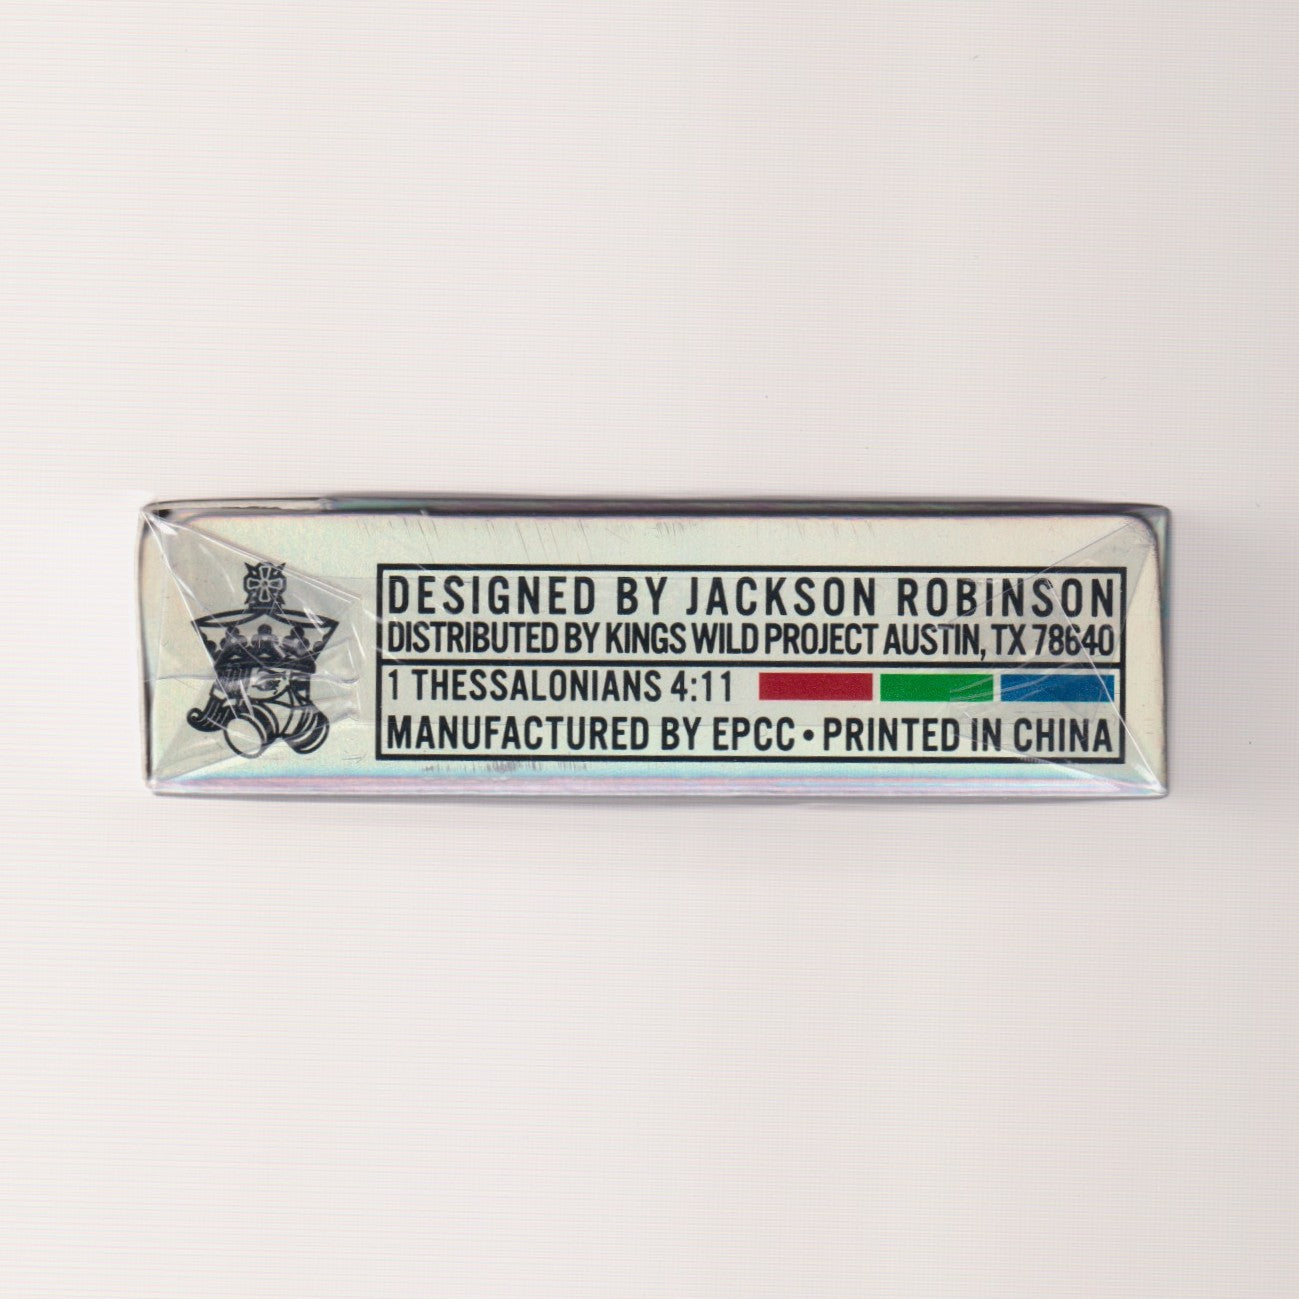 DESIGNED BY JACKSON ROBINSON
DISTRIBUTED BY KINGS WILD PROJECT AUSTIN, TX 78640
1 THESSALONIANS 4:11
MANUFACTURED BY EPCC • PRINTED IN CHINA